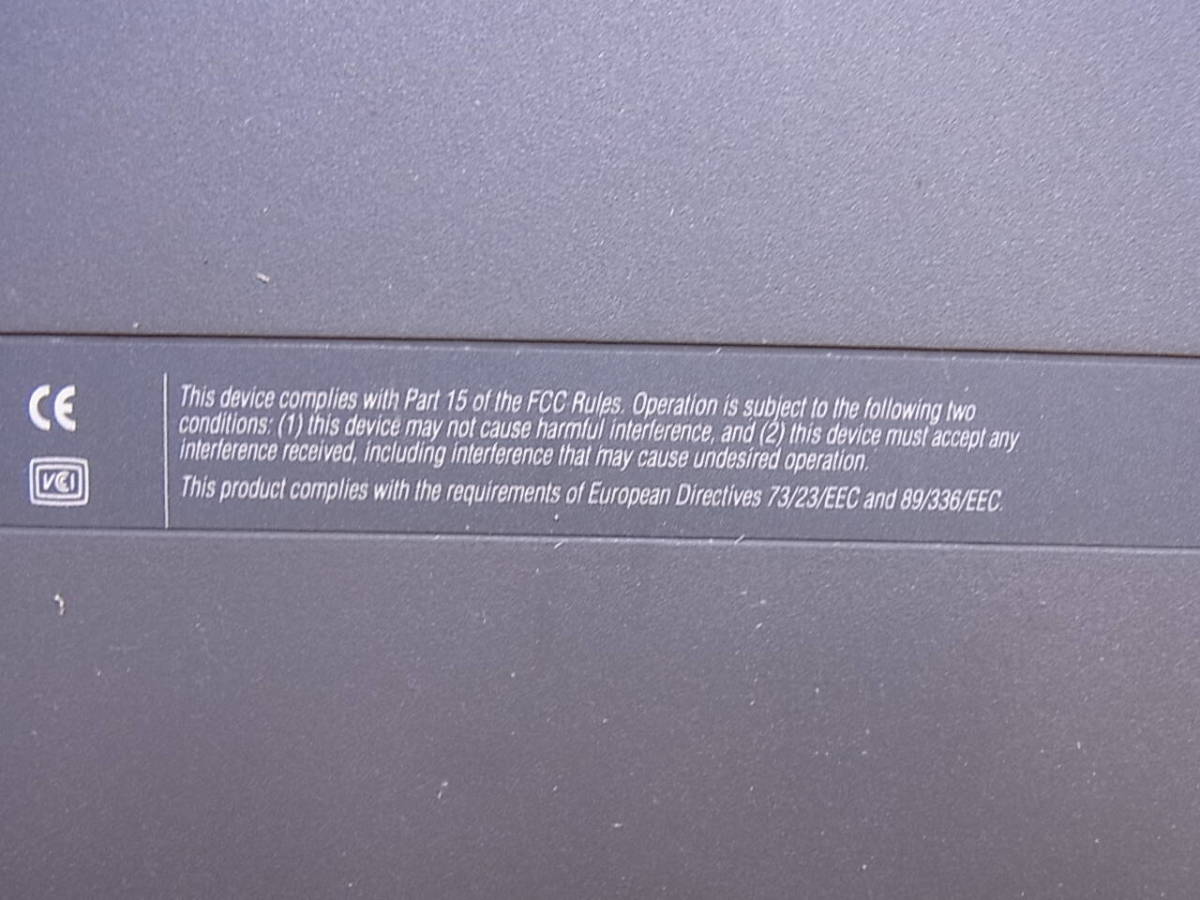 CE
VCI
This device complies with Part 15 of the FCC Rules. Operation is subject to the following two
conditions: (1) this device may not cause harmful interference, and (2) this device must accept any
interference received, including interference that may cause undesired operation.
This product complies with the requirements of European Directives 73/23/EEC and 89/336/EEC.